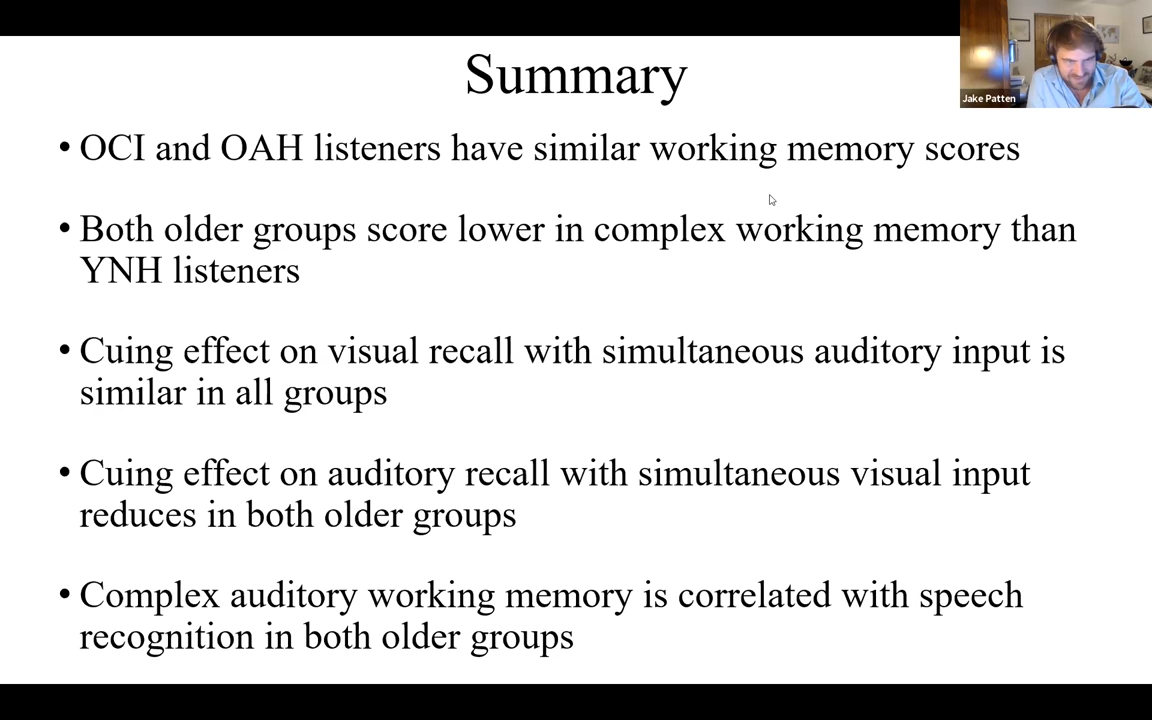 Summary
Jake Patten
• OCI and OAH listeners have similar working memory scores
• Both older groups score lower in complex working memory than
YNH listeners
• Cuing effect on visual recall with simultaneous auditory input is
similar in all groups
• Cuing effect on auditory recall with simultaneous visual input
reduces in both older groups
• Complex auditory working memory is correlated with speech
recognition in both older groups